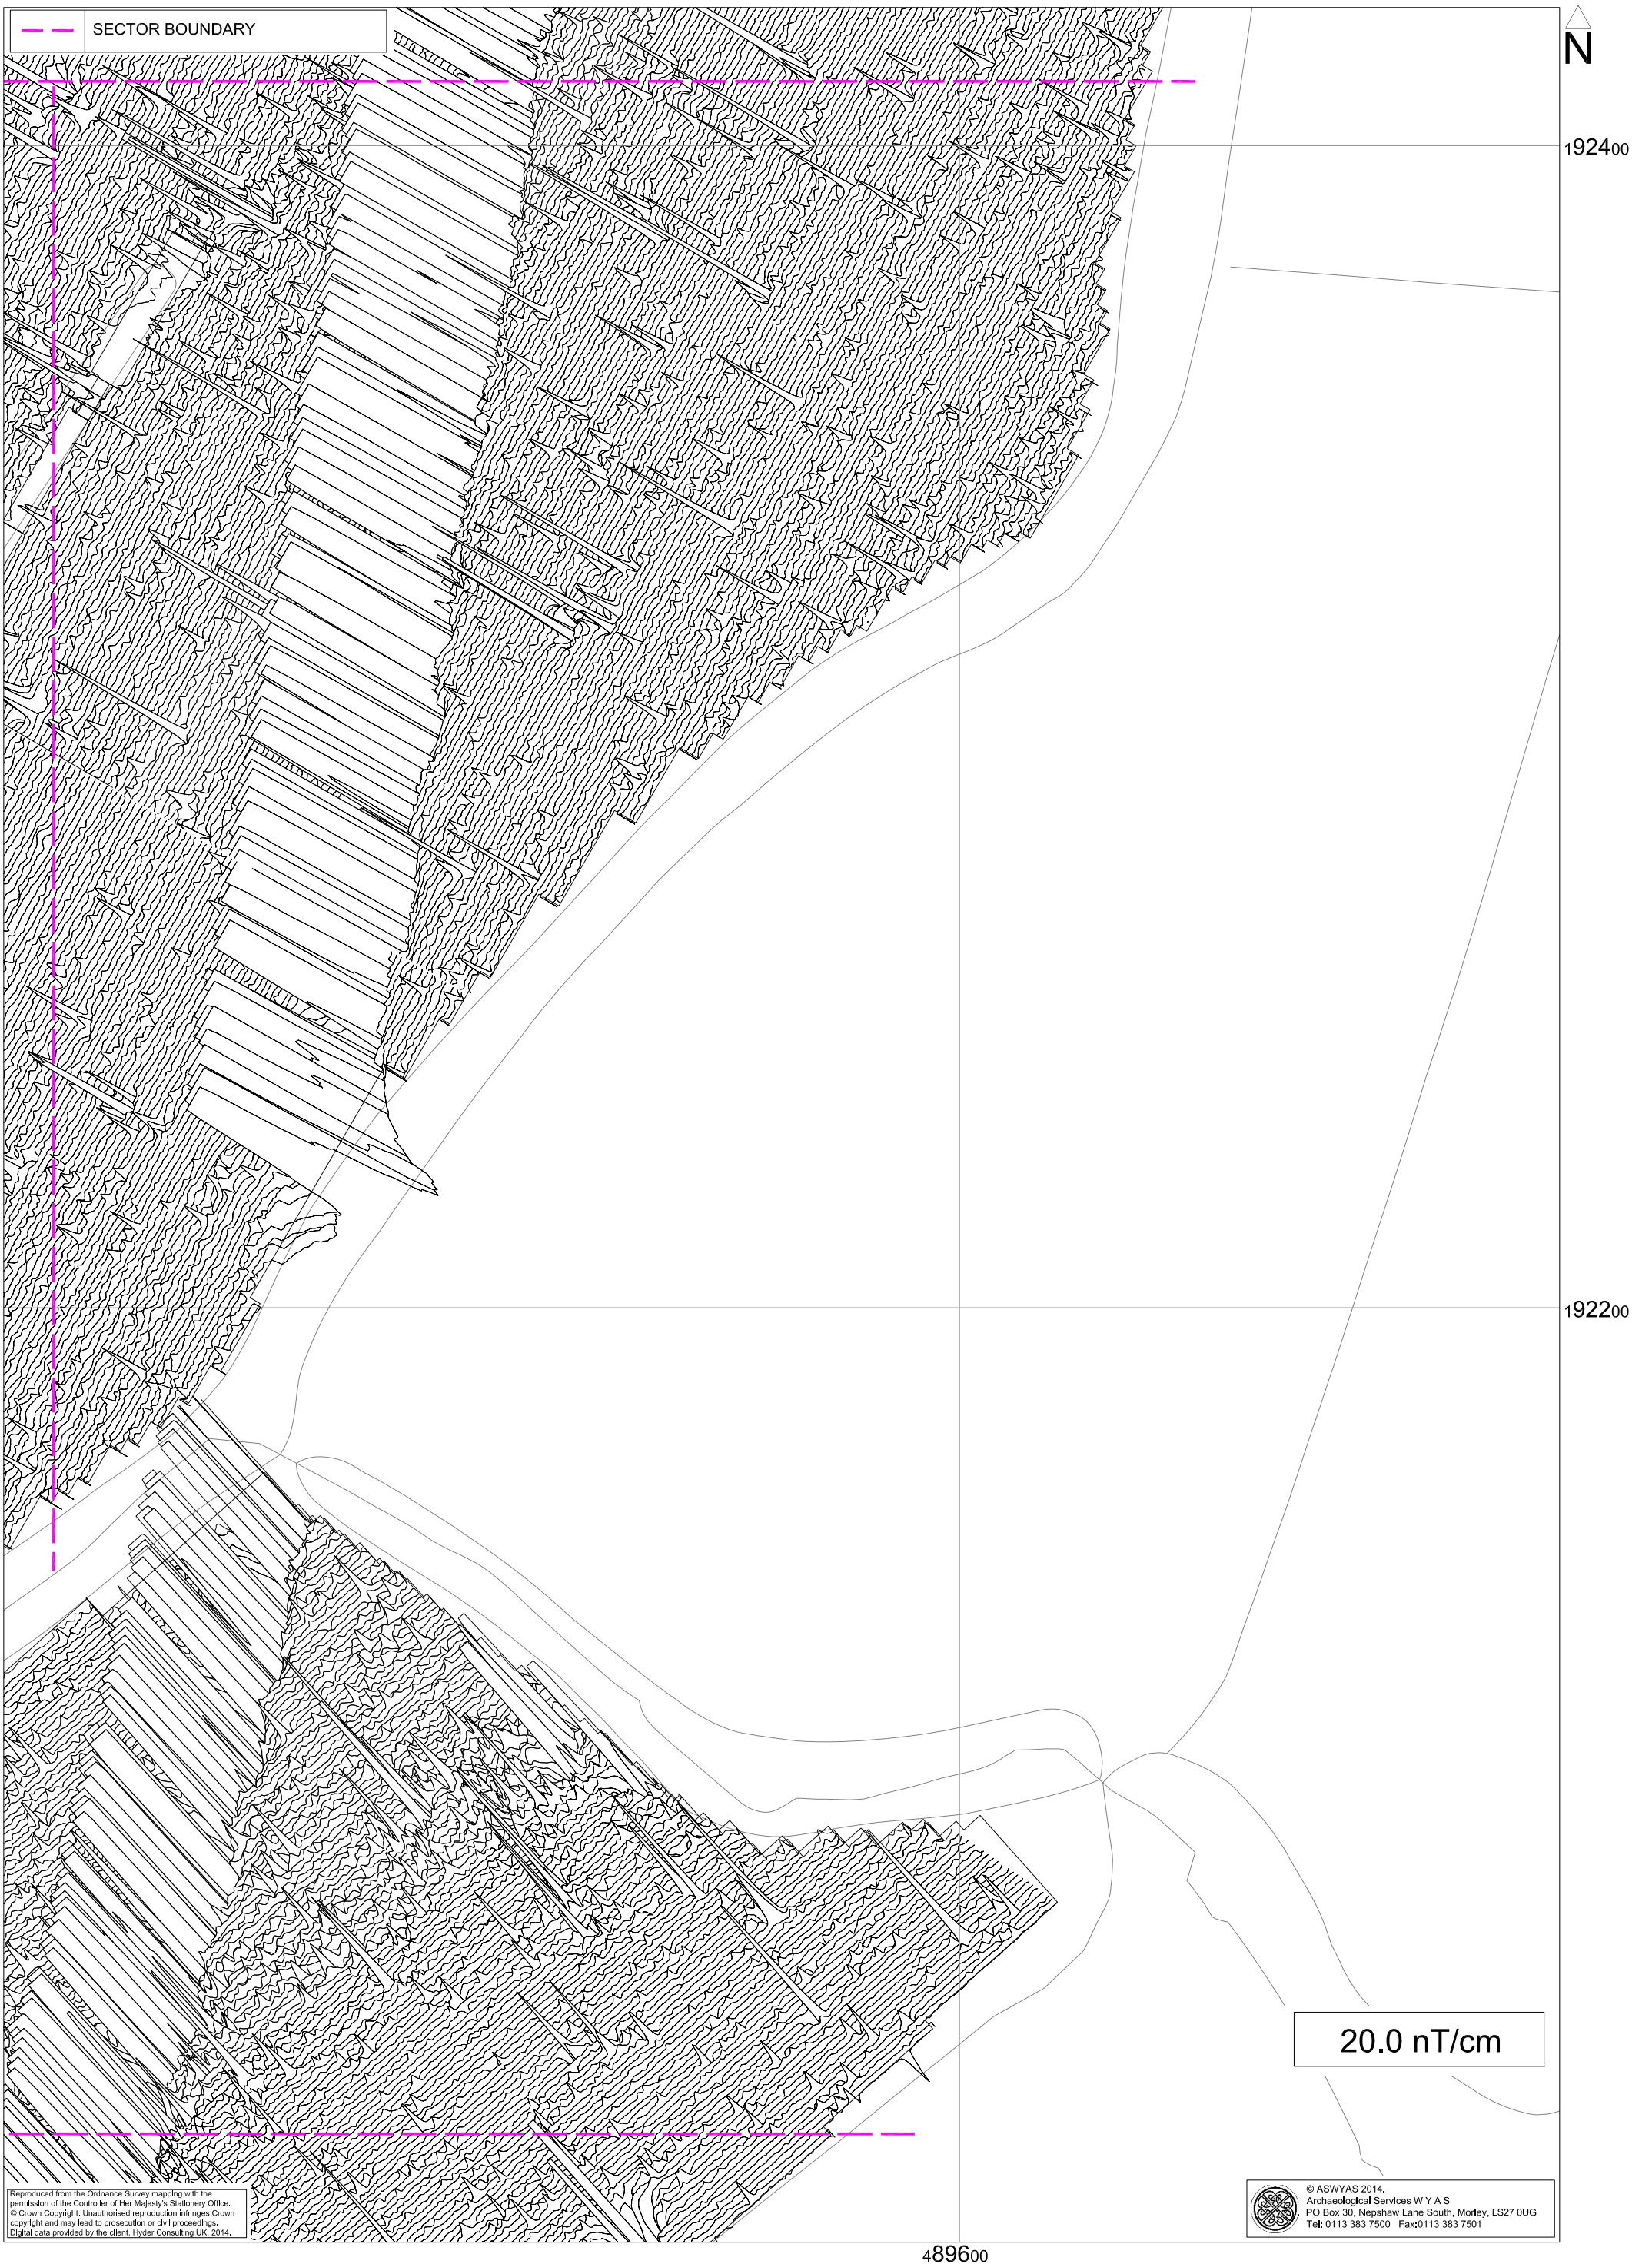 SECTOR BOUNDARY
N
192400
192200
20.0 nT/cm
Reproduced from the Ordnance Survey mapping with the
permission of the Controller of Her Majesty's Stationery Office.
© Crown Copyright. Unauthorised reproduction infringes Crown
copyright and may lead to prosecution or civil proceedings.
Digital data provided by the client, Hyder Consulting UK, 2014.
© ASWYAS 2014.
Archaeological Services W Y A S
PO Box 30, Nepshaw Lane South, Morley, LS27 0UG
Tel: 0113 383 7500 Fax:0113 383 7501
489600